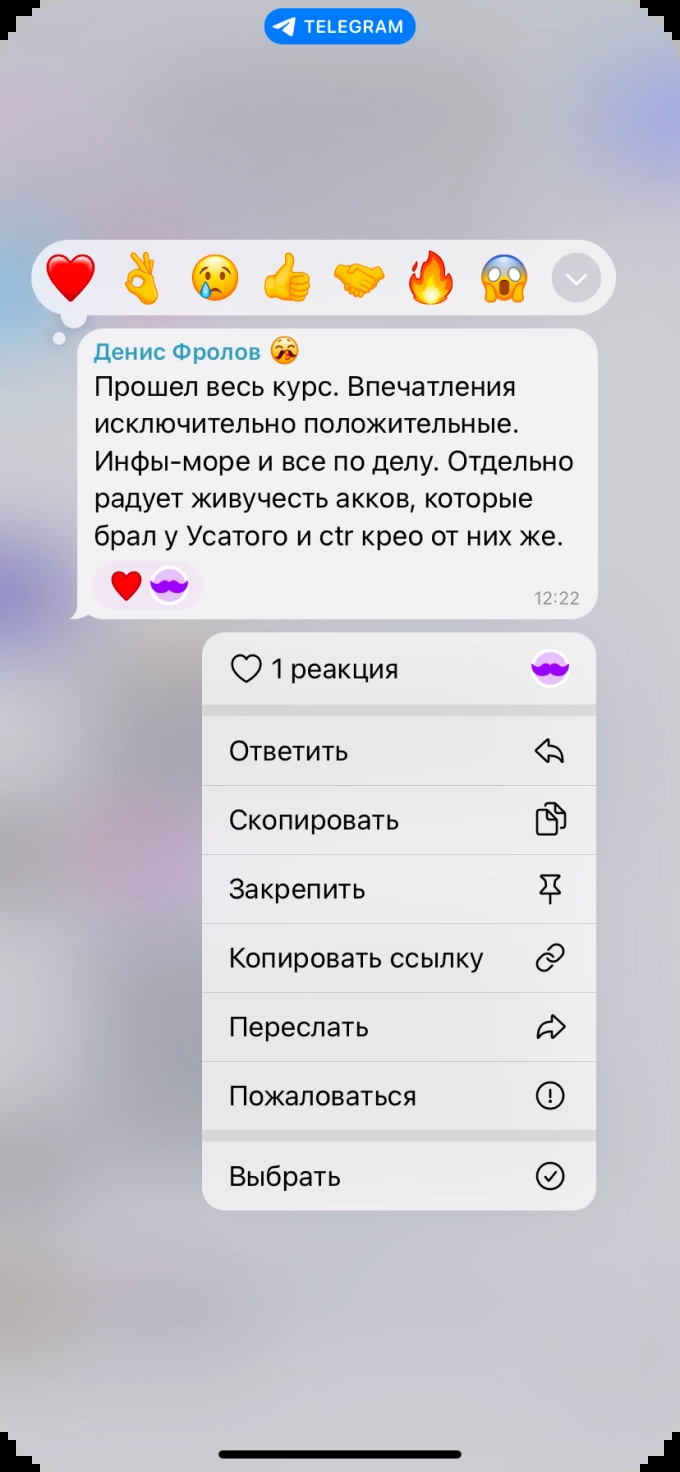 TELEGRAM
Денис Фролов
Прошел весь курс. Впечатления
исключительно положительные.
Инфы-море и все по делу. Отдельно
радует живучесть акков, которые
брал у Усатого и ctr крео от них же.
12:22
1 реакция
Ответить
Скопировать
Закрепить
Копировать ссылку
Переслать
Пожаловаться
Выбрать